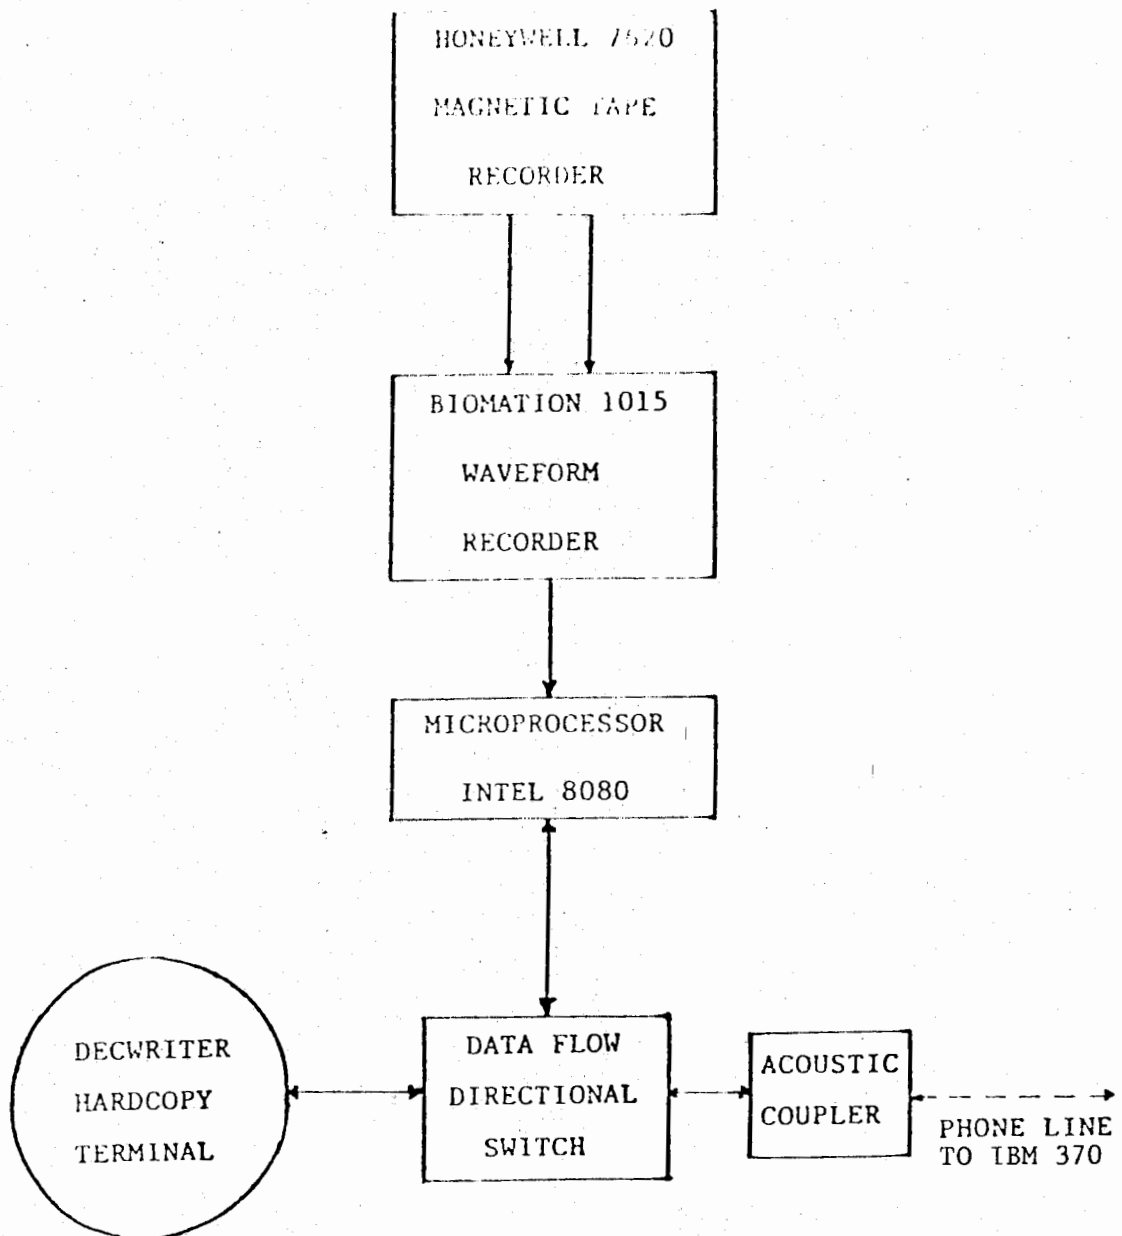 HONEYWELL
MAGNETIC TAPE
RECORDER
BIOMATION 1015
WAVEFORM
RECORDER
MICROPROCESSOR
INTEL 8080
DECWRITER
HARDCOPY
TERMINAL
DATA FLOW
DIRECTIONAL
SWITCH
ACOUSTIC
COUPLER
PHONE LINE
TO IBM 370